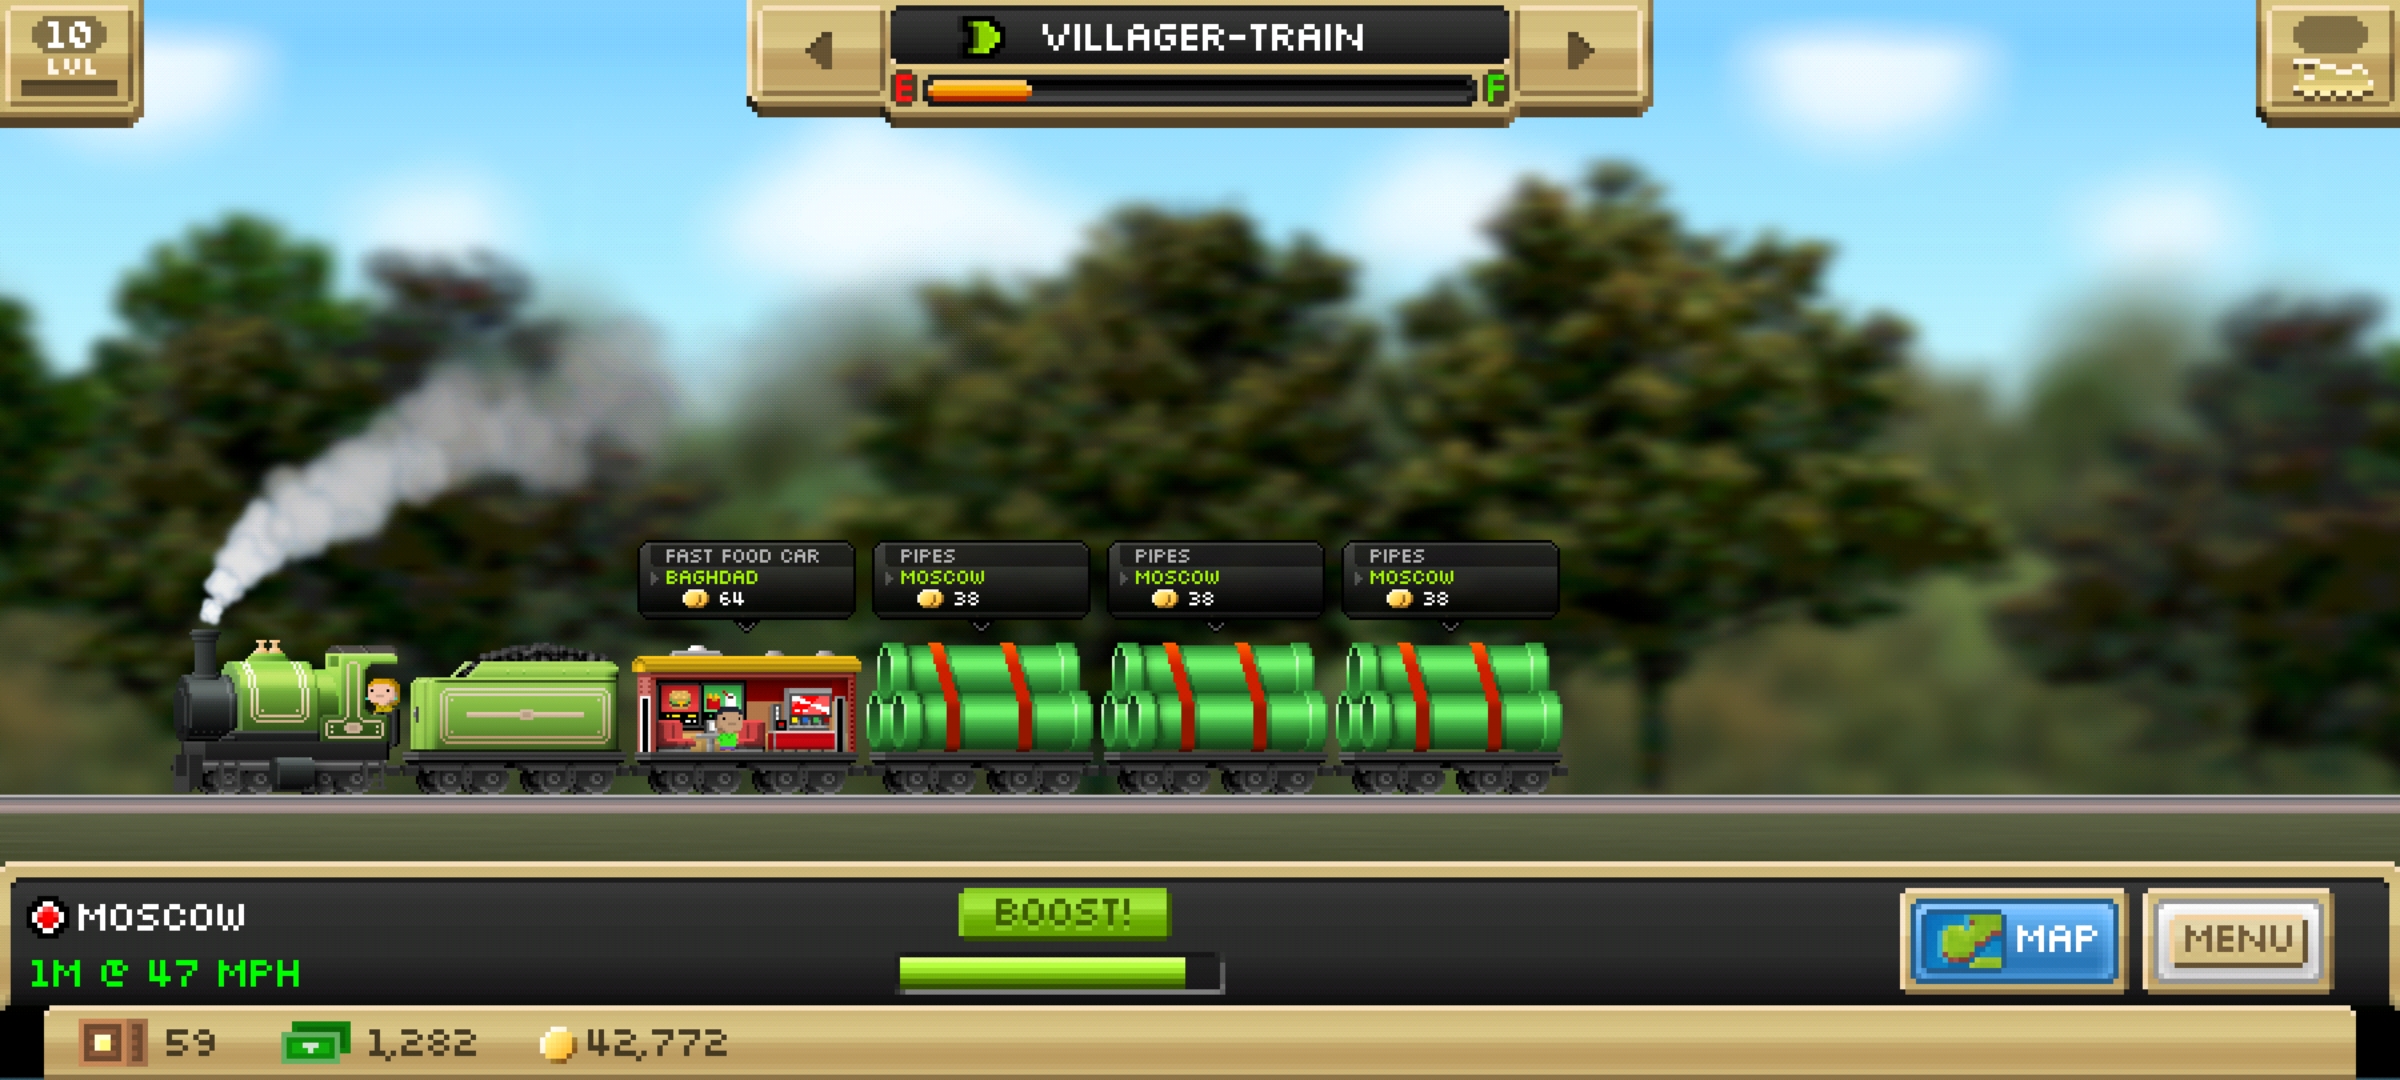 10
LVL
VILLAGER-TRAIN
E F
FAST FOOD CAR
BAGHDAD
64
PIPES
MOSCOW
38
PIPES
MOSCOW
38
PIPES
MOSCOW
38
MOSCOW
1M @ 47 MPH
BOOST!
MAP
MENU
59
1,282
42,772